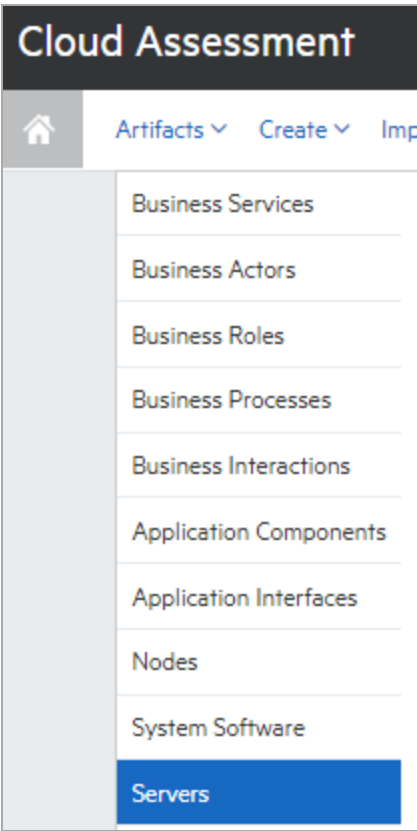 Cloud Assessment
Artifacts Create Imp
Business Services
Business Actors
Business Roles
Business Processes
Business Interactions
Application Components
Application Interfaces
Nodes
System Software
Servers